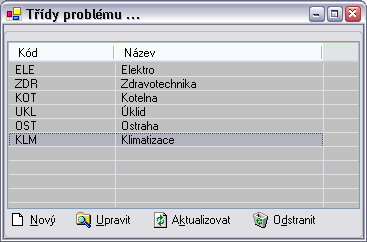 Třídy problému ...
Kód Název
ELE Elektro
ZDR Zdravotechnika
KOT Kotelna
UKL Úklid
OST Ostraha
KLM Klimatizace
Nový Upravit Aktualizovat Odstranit